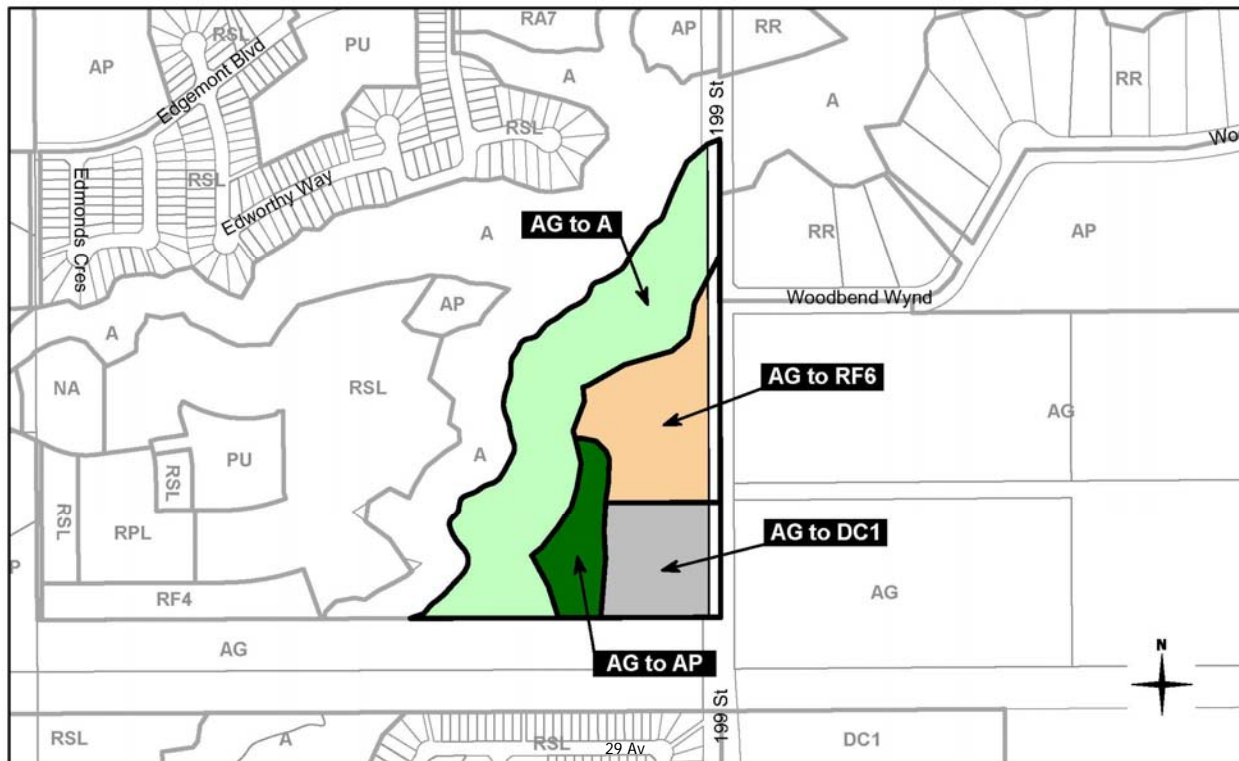 RSL
RA7
AP
RR
AP
PU
Edgemont Blvd
A
RR
199 St
A
RSL
RSL
Wo
Edmonds Cres
Edworthy Way
AG to A
A
RR
AP
AP
Woodbend Wynd
A
NA
RSL
AG to RF6
AG
PU
A
RSL
RSL
RPL
AG to DC1
P
RF4
AG
AG
AG to AP
N
199 St
RSL
A
RSL
29 Av
DC1